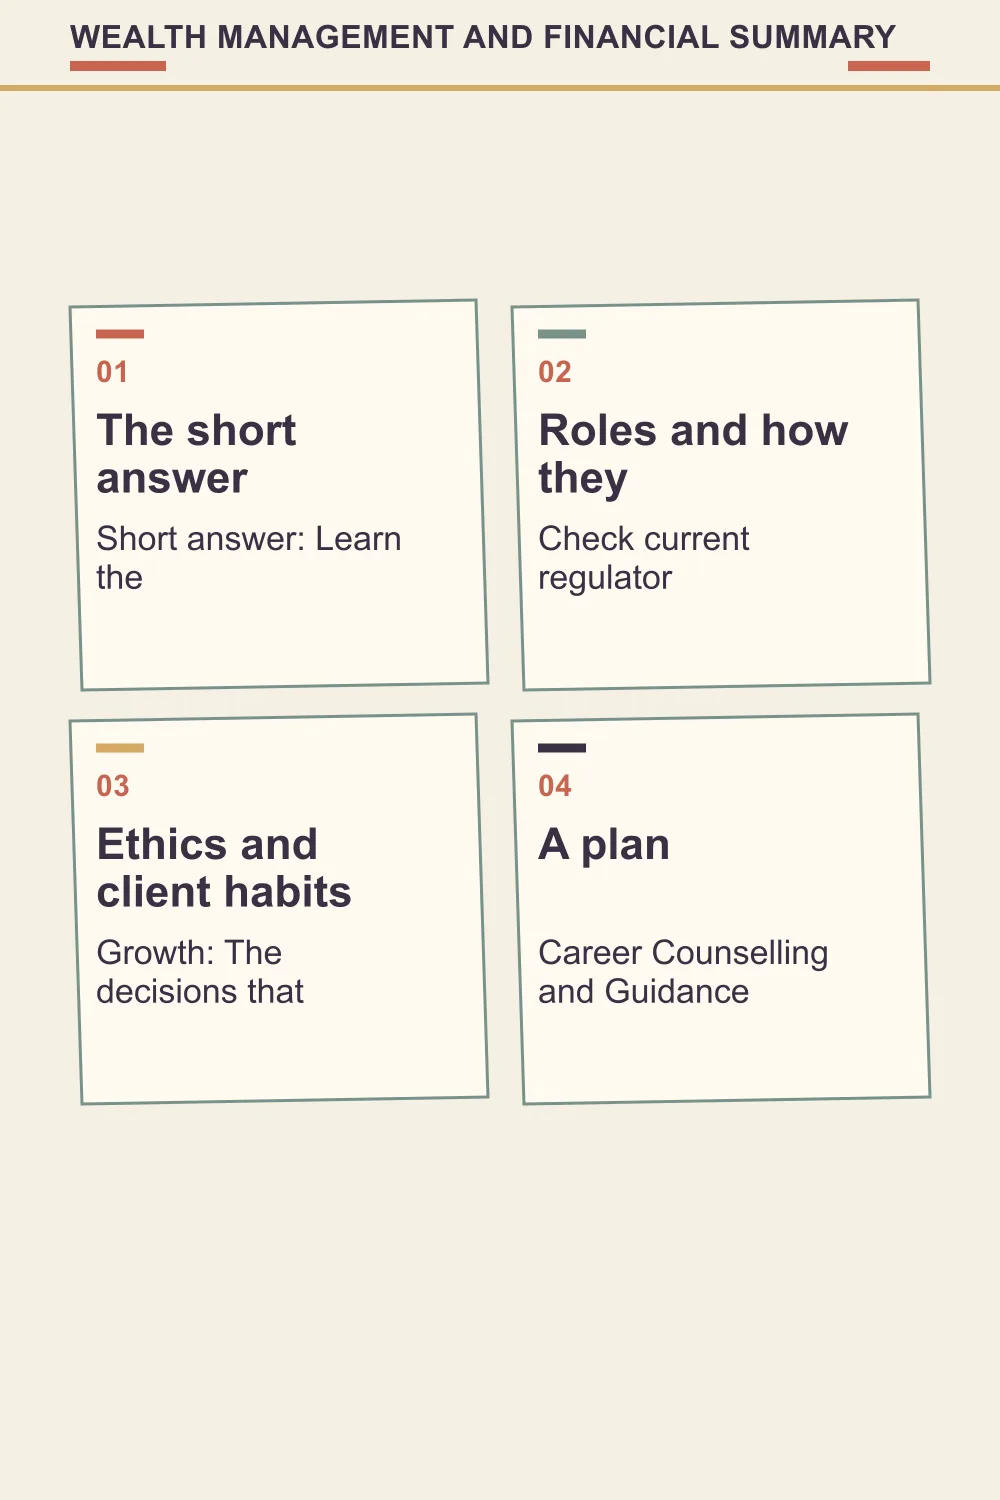 WEALTH MANAGEMENT AND FINANCIAL SUMMARY
01
The short
answer
Short answer: Learn
the
02
Roles and how
they
Check current
regulator
03
Ethics and
client habits
Growth: The
decisions that
04
A plan
Career Counselling
and Guidance